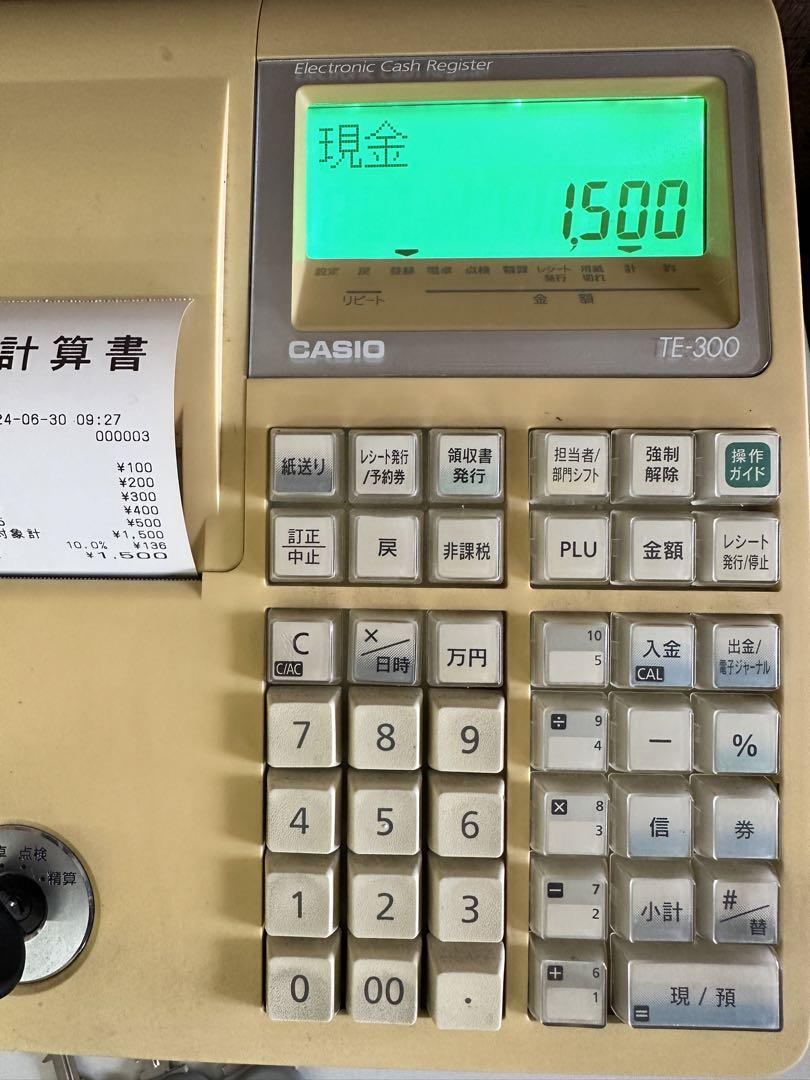 Electronic Cash Register
現金
1,500
設定 戻 登録 電卓 点検 精算 レシート発行 用紙切れ 計 釣
リピート 金額
CASIO TE-300
計算書
24-06-30 09:27
000003
¥100
¥200
¥300
¥400
¥500
対象計 ¥1,500
10.0% ¥136
¥1,500
紙送り レシート発行/予約券 領収書発行 担当者/部門シフト 強制解除 操作ガイド
訂正/中止 戻 非課税 PLU 金額 レシート発行/停止
C C/AC ×/日時 万円 10 5 入金 CAL 出金/電子ジャーナル
7 8 9 ÷ 9 4 － %
4 5 6 × 8 3 信 券
1 2 3 － 7 2 小計 #/替
0 00 . + 6 1 = 現/預
点検
精算